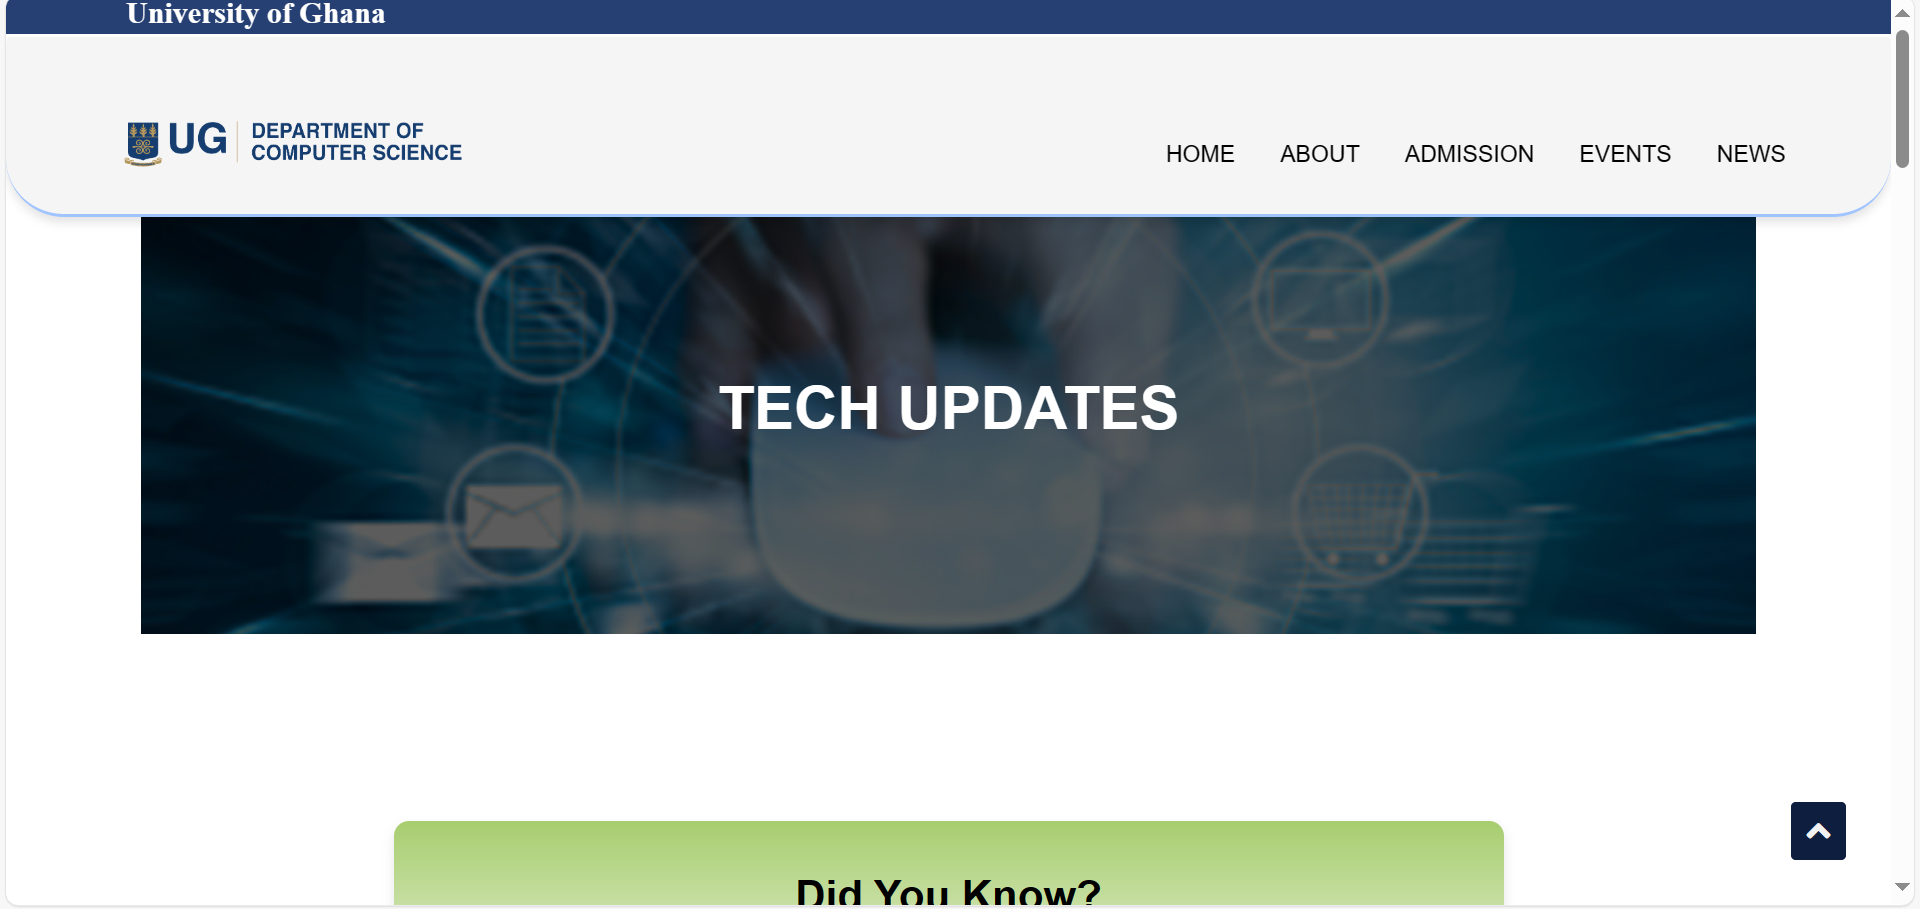 University of Ghana
UG
DEPARTMENT OF
COMPUTER SCIENCE
HOME ABOUT ADMISSION EVENTS NEWS
TECH UPDATES
Did You Know?